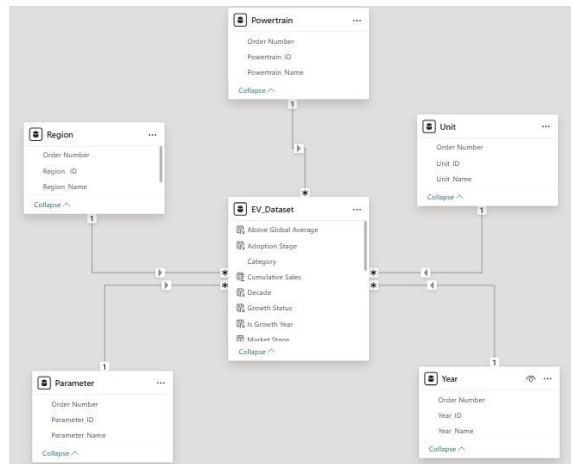 Powertrain
Order Number
Powertrain_ID
Powertrain_Name
Collapse
1
Region
Order Number
Region _ID
Region_Name
Collapse
1
Unit
Order Number
Unit_ID
Unit_Name
Collapse
1
*
EV_Dataset
Above Global Average
Adoption Stage
Category
Cumulative Sales
Decade
Growth Status
Is Growth Year
Market Stage
Collapse
*
*
*
*
1
Parameter
Order Number
Parameter_ID
Parameter_Name
Collapse
1
Year
Order Number
Year_ID
Year_Name
Collapse